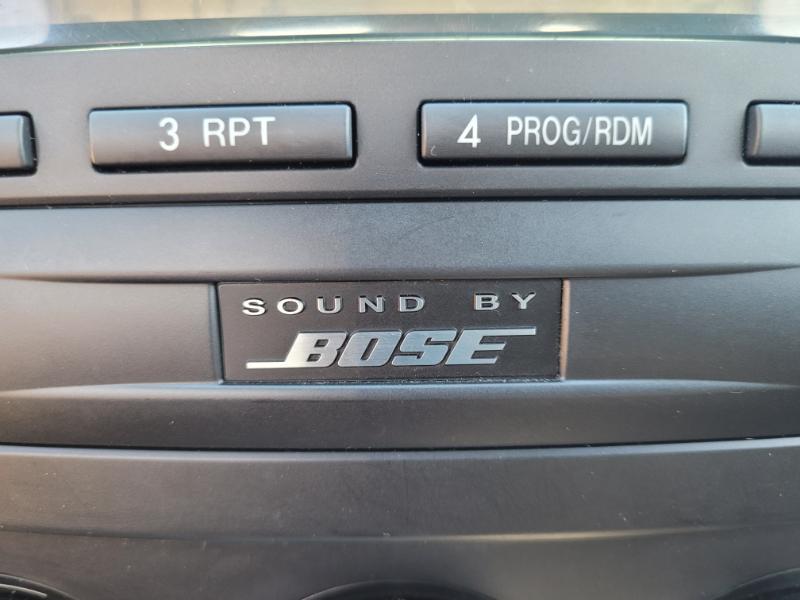 3 RPT
4 PROG/RDM
SOUND BY
BOSE